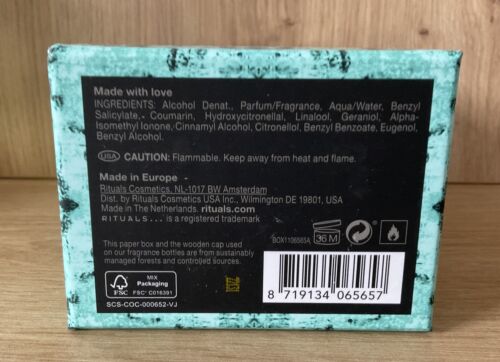 Made with love
INGREDIENTS: Alcohol Denat., Parfum/Fragrance, Aqua/Water, Benzyl
Salicylate, Coumarin, Hydroxycitronellal, Linalool, Geraniol, Alpha-
Isomethyl Ionone, Cinnamyl Alcohol, Citronellol, Benzyl Benzoate, Eugenol,
Benzyl Alcohol.
USA CAUTION: Flammable. Keep away from heat and flame.
Made in Europe -
Rituals Cosmetics, NL-1017 BW Amsterdam
Dist. by Rituals Cosmetics USA Inc., Wilmington DE 19801, USA
Made in The Netherlands. rituals.com
RITUALS... is a registered trademark
BOX1106565A
36 M
This paper box and the wooden cap used
on our fragrance bottles are from sustainably
managed forests and controlled sources.
FSC
MIX
Packaging
FSC® C016391
SCS-COC-000652-VJ
8 719134 065657